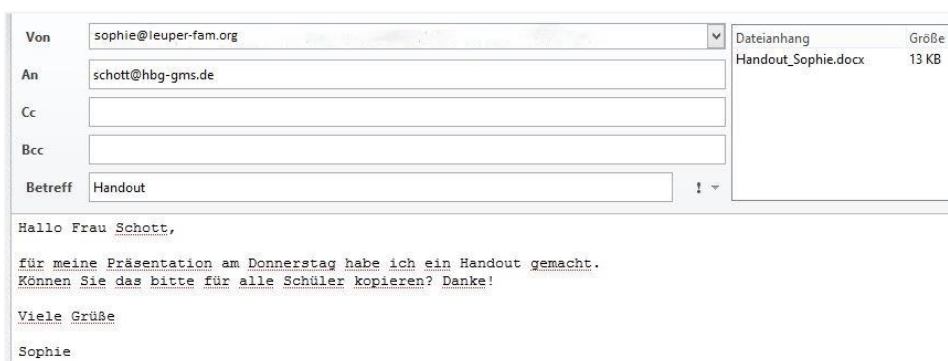 Von sophie@leuper-fam.org
An schott@hbg-gms.de
Cc
Bcc
Betreff Handout !
Dateianhang Größe
Handout_Sophie.docx 13 KB
Hallo Frau Schott,
für meine Präsentation am Donnerstag habe ich ein Handout gemacht.
Können Sie das bitte für alle Schüler kopieren? Danke!
Viele Grüße
Sophie